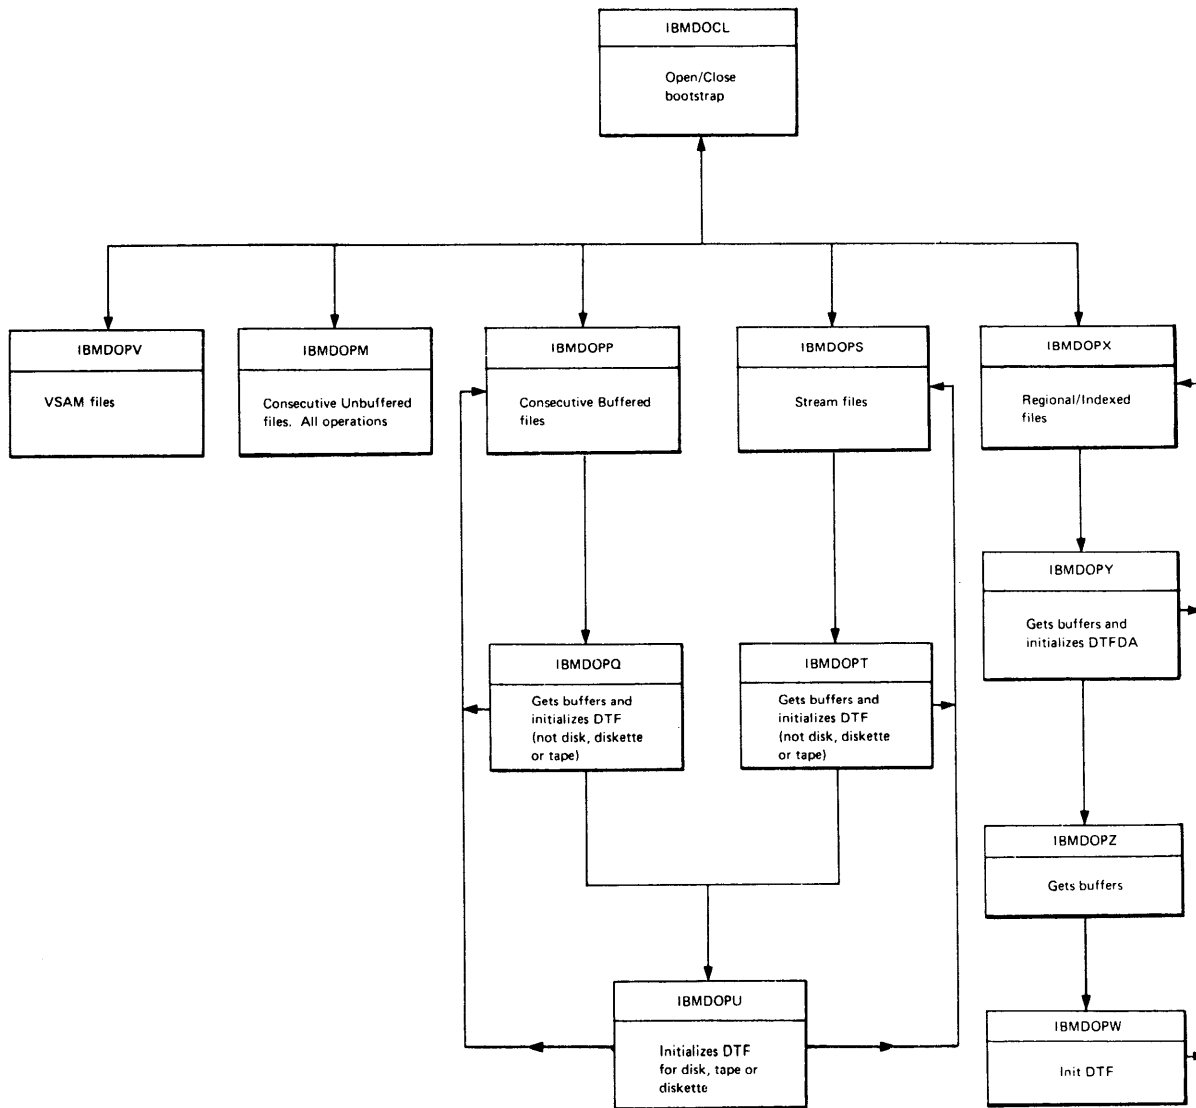 IBMDOCL
Open/Close
bootstrap
IBMDOPV
VSAM files
IBMDOPM
Consecutive Unbuffered
files. All operations
IBMDOPP
Consecutive Buffered
files
IBMDOPS
Stream files
IBMDOPX
Regional/Indexed
files
IBMDOPY
Gets buffers and
initializes DTFDA
IBMDOPQ
Gets buffers and
initializes DTF
(not disk, diskette
or tape)
IBMDOPT
Gets buffers and
initializes DTF
(not disk, diskette
or tape)
IBMDOPZ
Gets buffers
IBMDOPU
Initializes DTF
for disk, tape or
diskette
IBMDOPW
Init DTF